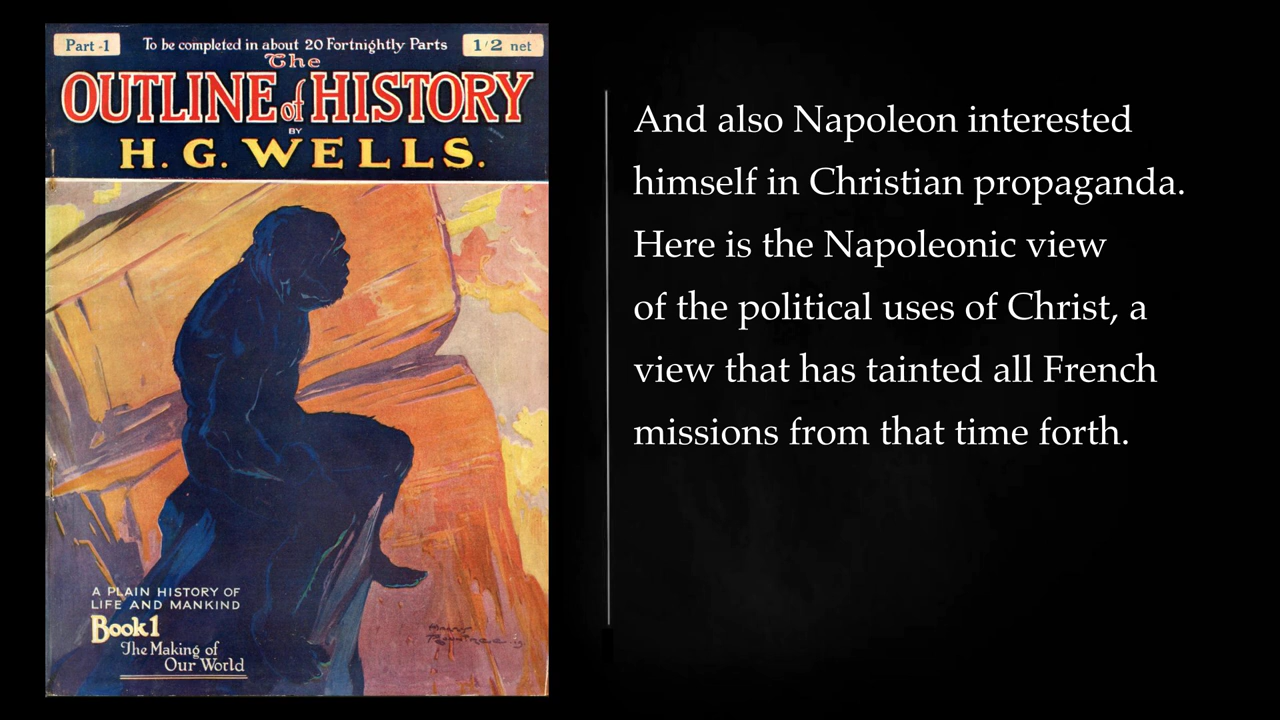 Part -1
To be completed in about 20 Fortnightly Parts
1/2 net
The
OUTLINE of HISTORY
BY
H. G. WELLS.
A PLAIN HISTORY OF
LIFE AND MANKIND
Book 1
The Making of
Our World
And also Napoleon interested
himself in Christian propaganda.
Here is the Napoleonic view
of the political uses of Christ, a
view that has tainted all French
missions from that time forth.